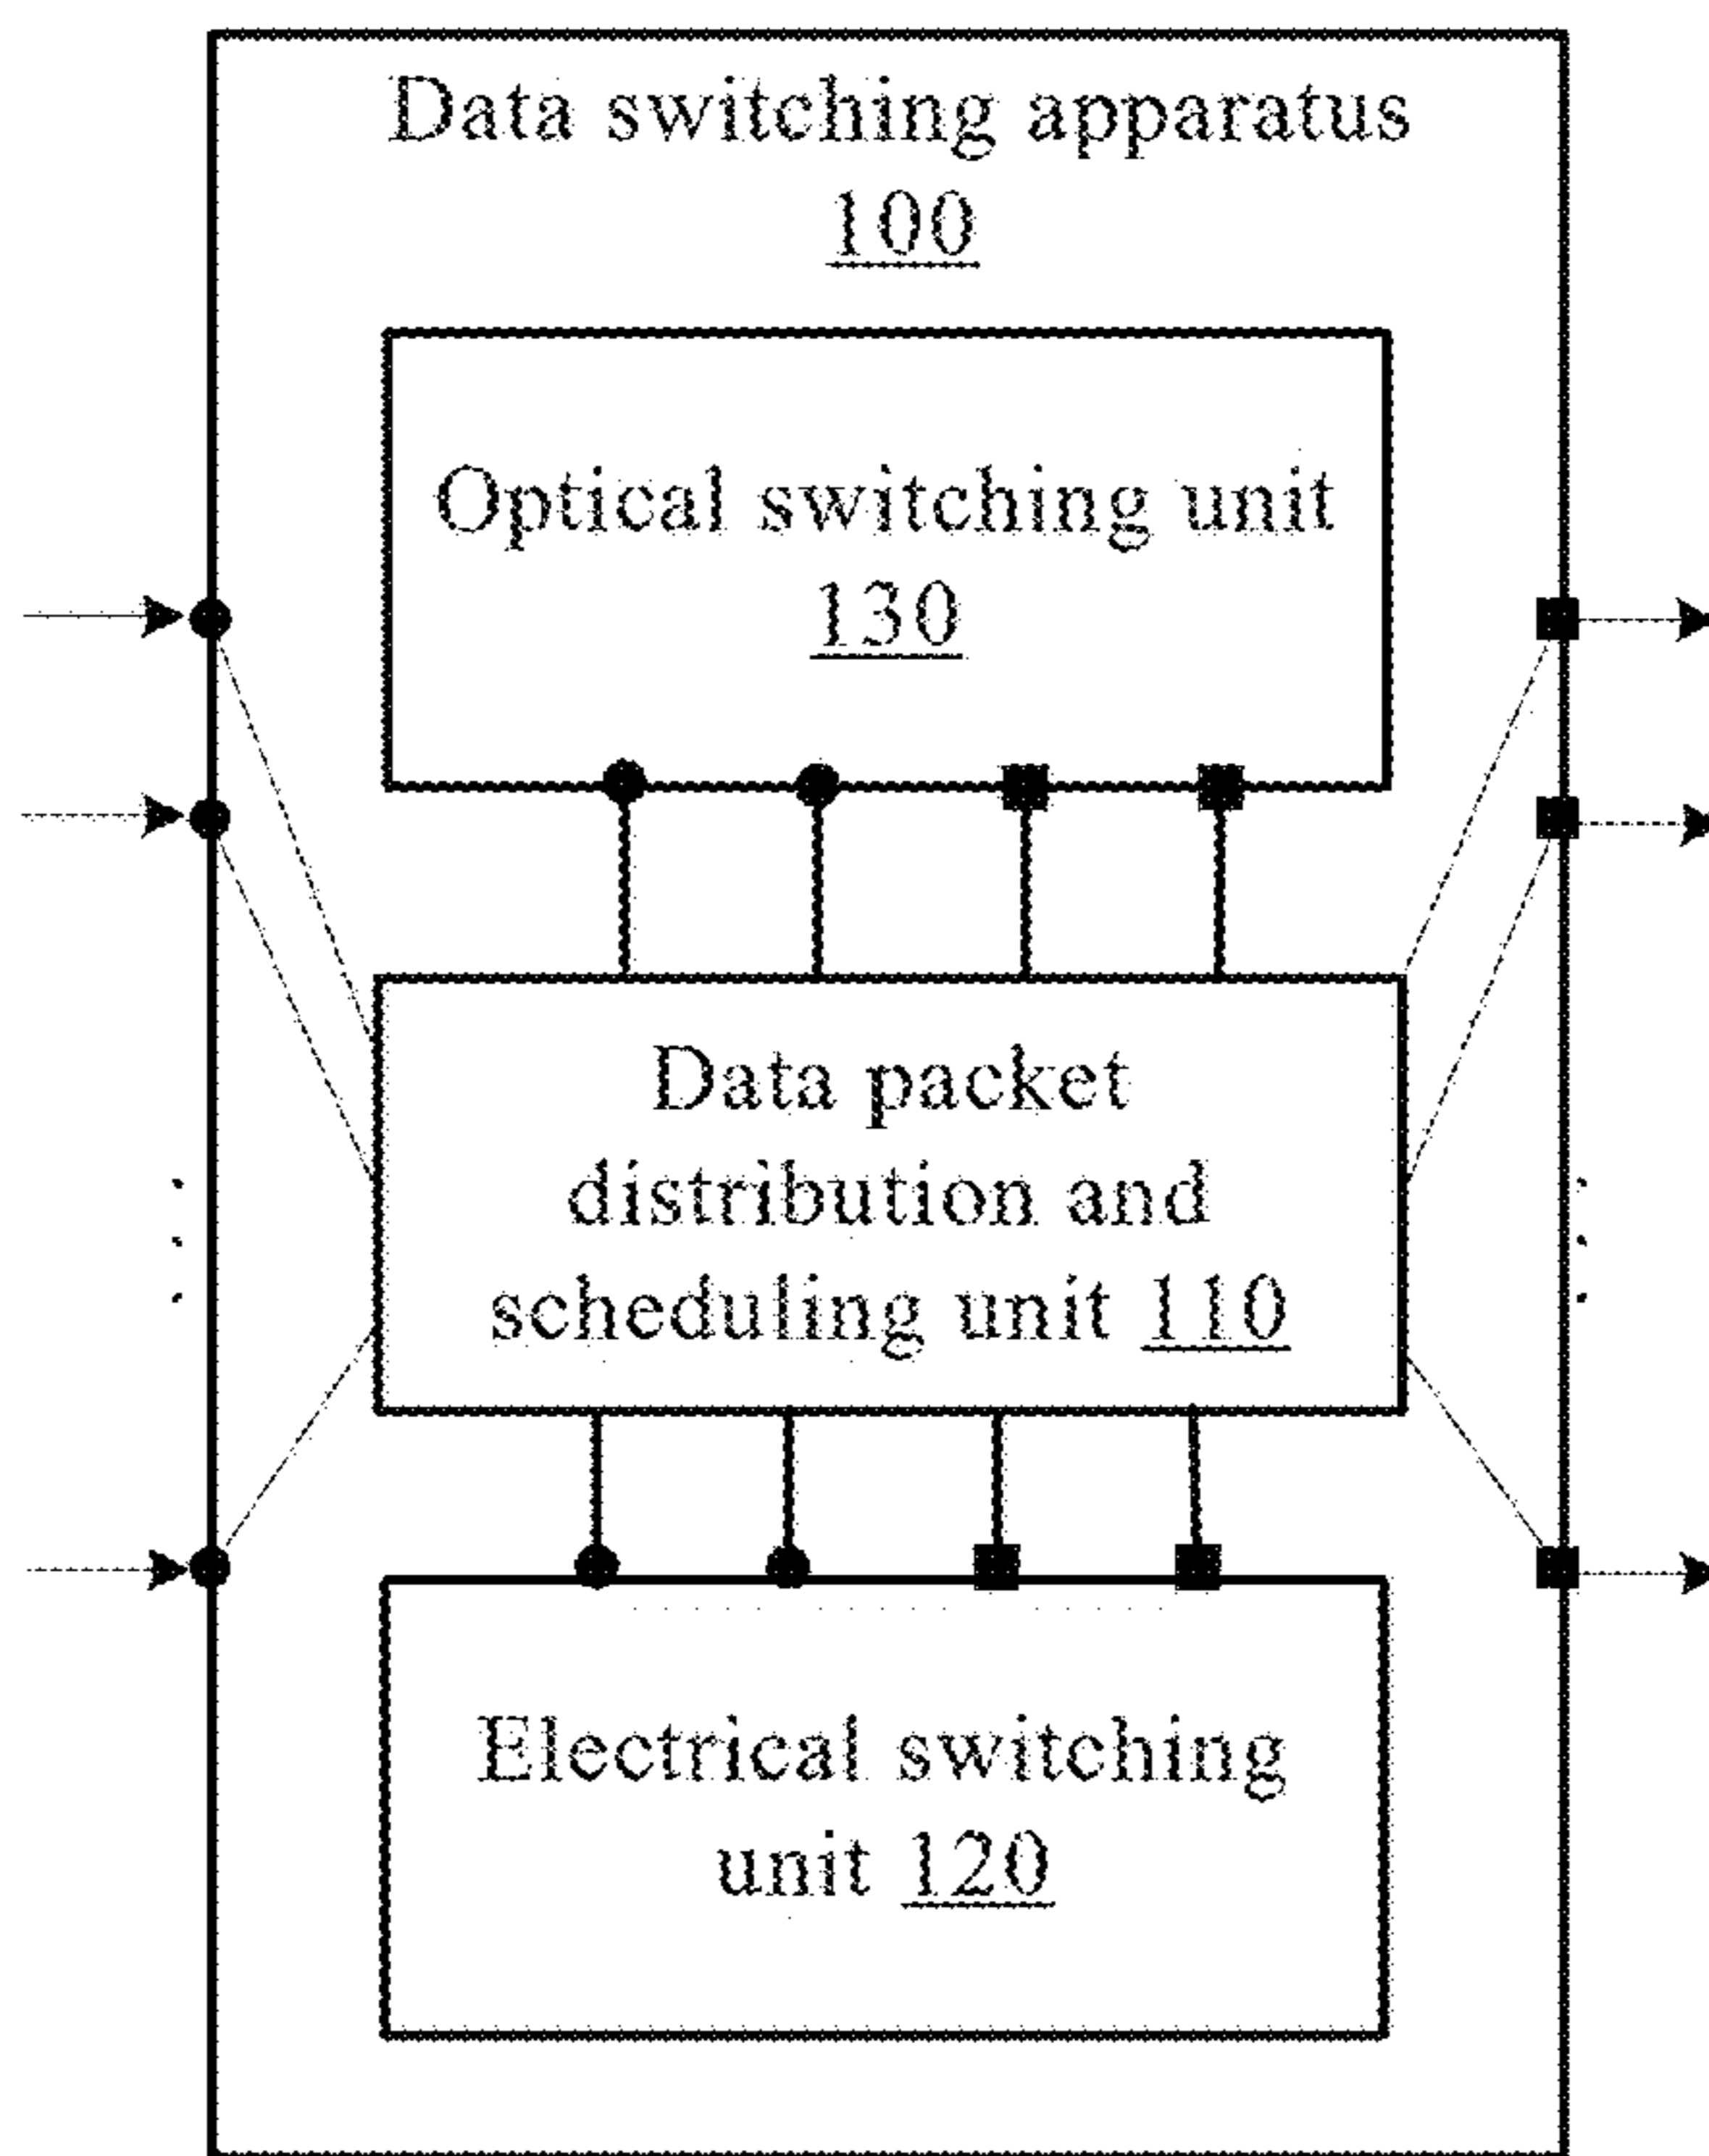 Data switching apparatus
100
Optical switching unit
130
Data packet
distribution and
scheduling unit 110
Electrical switching
unit 120